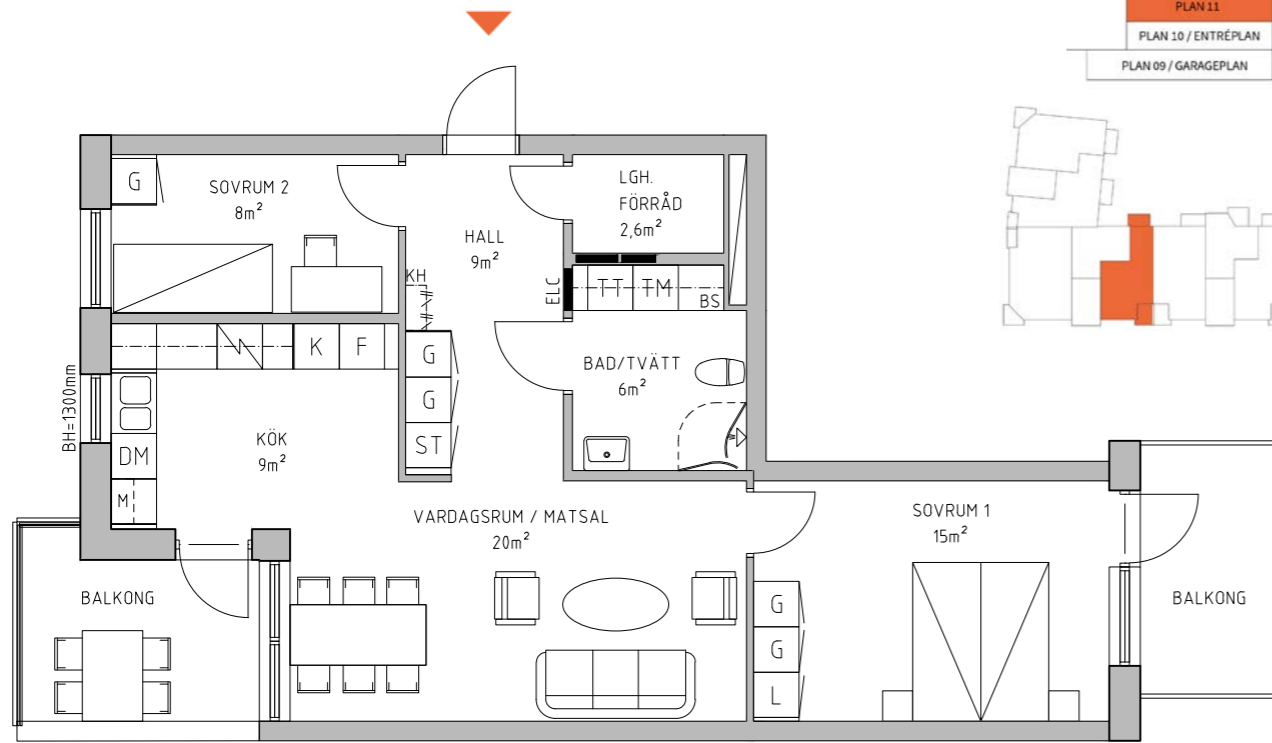 PLAN 11
PLAN 10 / ENTRÉPLAN
PLAN 09 / GARAGEPLAN
G
SOVRUM 2
8m²
HALL
9m²
LGH.
FÖRRÅD
2,6m²
KH
ELC
TT
TM
BS
K
F
G
G
ST
BAD/TVÄTT
6m²
BH=1300mm
DM
M
KÖK
9m²
VARDAGSRUM / MATSAL
20m²
SOVRUM 1
15m²
G
G
L
BALKONG
BALKONG